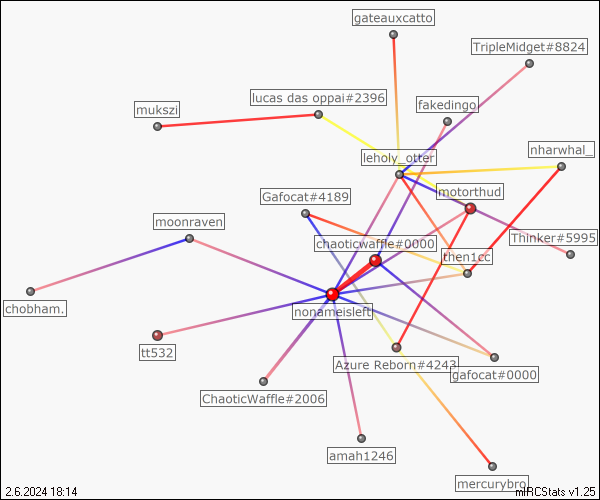 gateauxcatto
TripleMidget#8824
lucas das oppai#2396
mukszi
fakedingo
nharwhal_
leholy_otter
motorthud
Gafocat#4189
moonraven
Thinker#5995
chaoticwaffle#0000
then1cc
chobham.
nonameisleft
tt532
Azure Reborn#4243
gafocat#0000
ChaoticWaffle#2006
amah1246
mercurybro
2.6.2024 18:14
mIRCStats v1.25